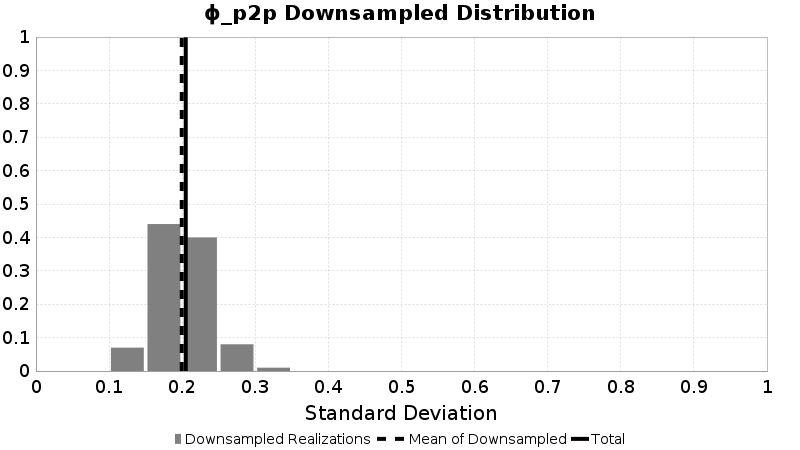 ϕ_p2p Downsampled Distribution
1
0.9
0.8
0.7
0.6
0.5
0.4
0.3
0.2
0.1
0
0 0.1 0.2 0.3 0.4 0.5 0.6 0.7 0.8 0.9 1
Standard Deviation
Downsampled Realizations Mean of Downsampled Total